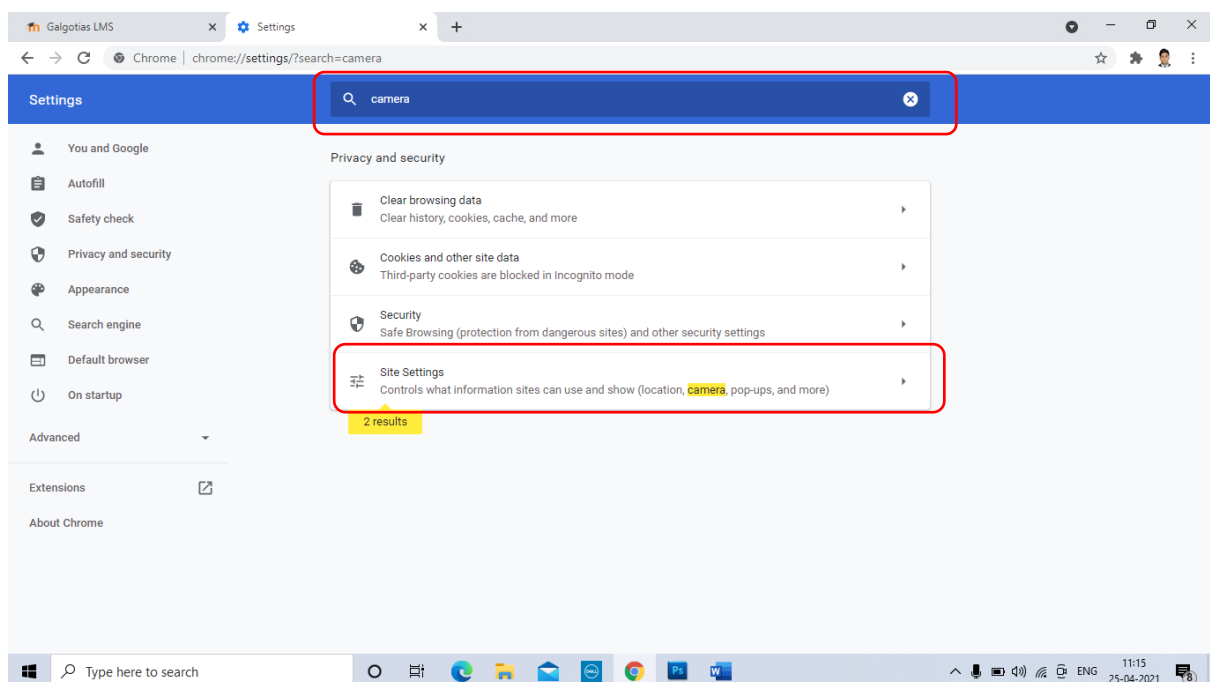 Galgotias LMS
Settings
Chrome | chrome://settings/?search=camera
Settings
camera
You and Google
Autofill
Safety check
Privacy and security
Appearance
Search engine
Default browser
On startup
Advanced
Extensions
About Chrome
Privacy and security
Clear browsing data
Clear history, cookies, cache, and more
Cookies and other site data
Third-party cookies are blocked in Incognito mode
Security
Safe Browsing (protection from dangerous sites) and other security settings
Site Settings
Controls what information sites can use and show (location, camera, pop-ups, and more)
2 results
Type here to search
DELL
Ps
W
ENG
11:15
25-04-2021
8